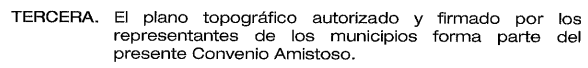 TERCERA. El plano topográfico autorizado y firmado por los
representantes de los municipios forma parte del
presente Convenio Amistoso.